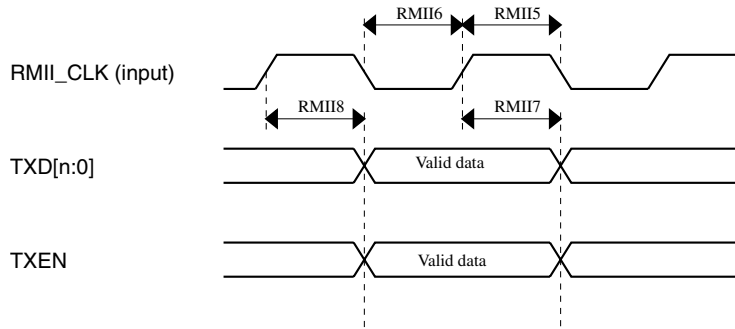 RMII6 RMII5
RMII_CLK (input)
RMII8 RMII7
TXD[n:0] Valid data
TXEN Valid data